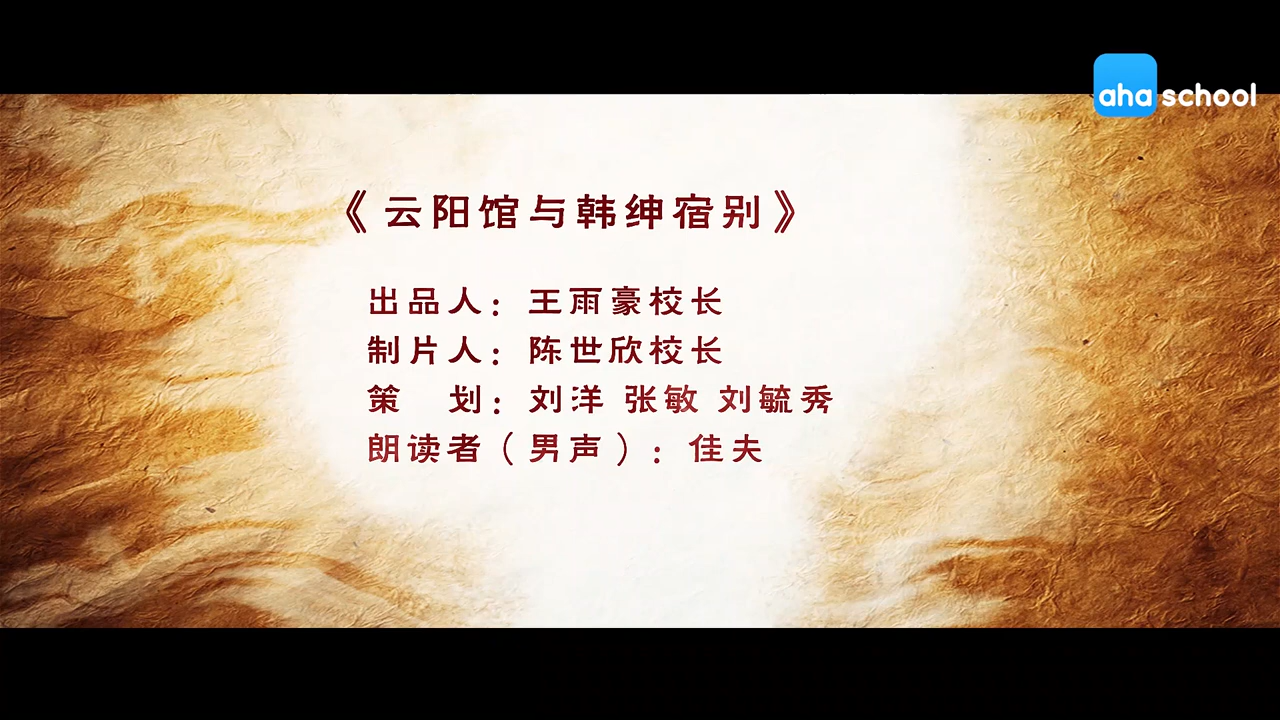 aha school
《云阳馆与韩绅宿别》
出品人：王雨豪校长
制片人：陈世欣校长
策　划：刘洋 张敏 刘毓秀
朗读者（男声）：佳夫